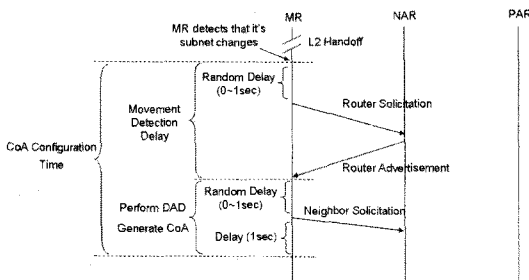 MR
NAR
PAR
MR detects that it's
subnet changes
L2 Handoff
Random Delay
(0~1sec)
Router Solicitation
Movement
Detection
Delay
CoA Configuration
Time
Router Advertisement
Random Delay
(0~1sec)
Neighbor Solicitation
Perform DAD
Generate CoA
Delay (1sec)